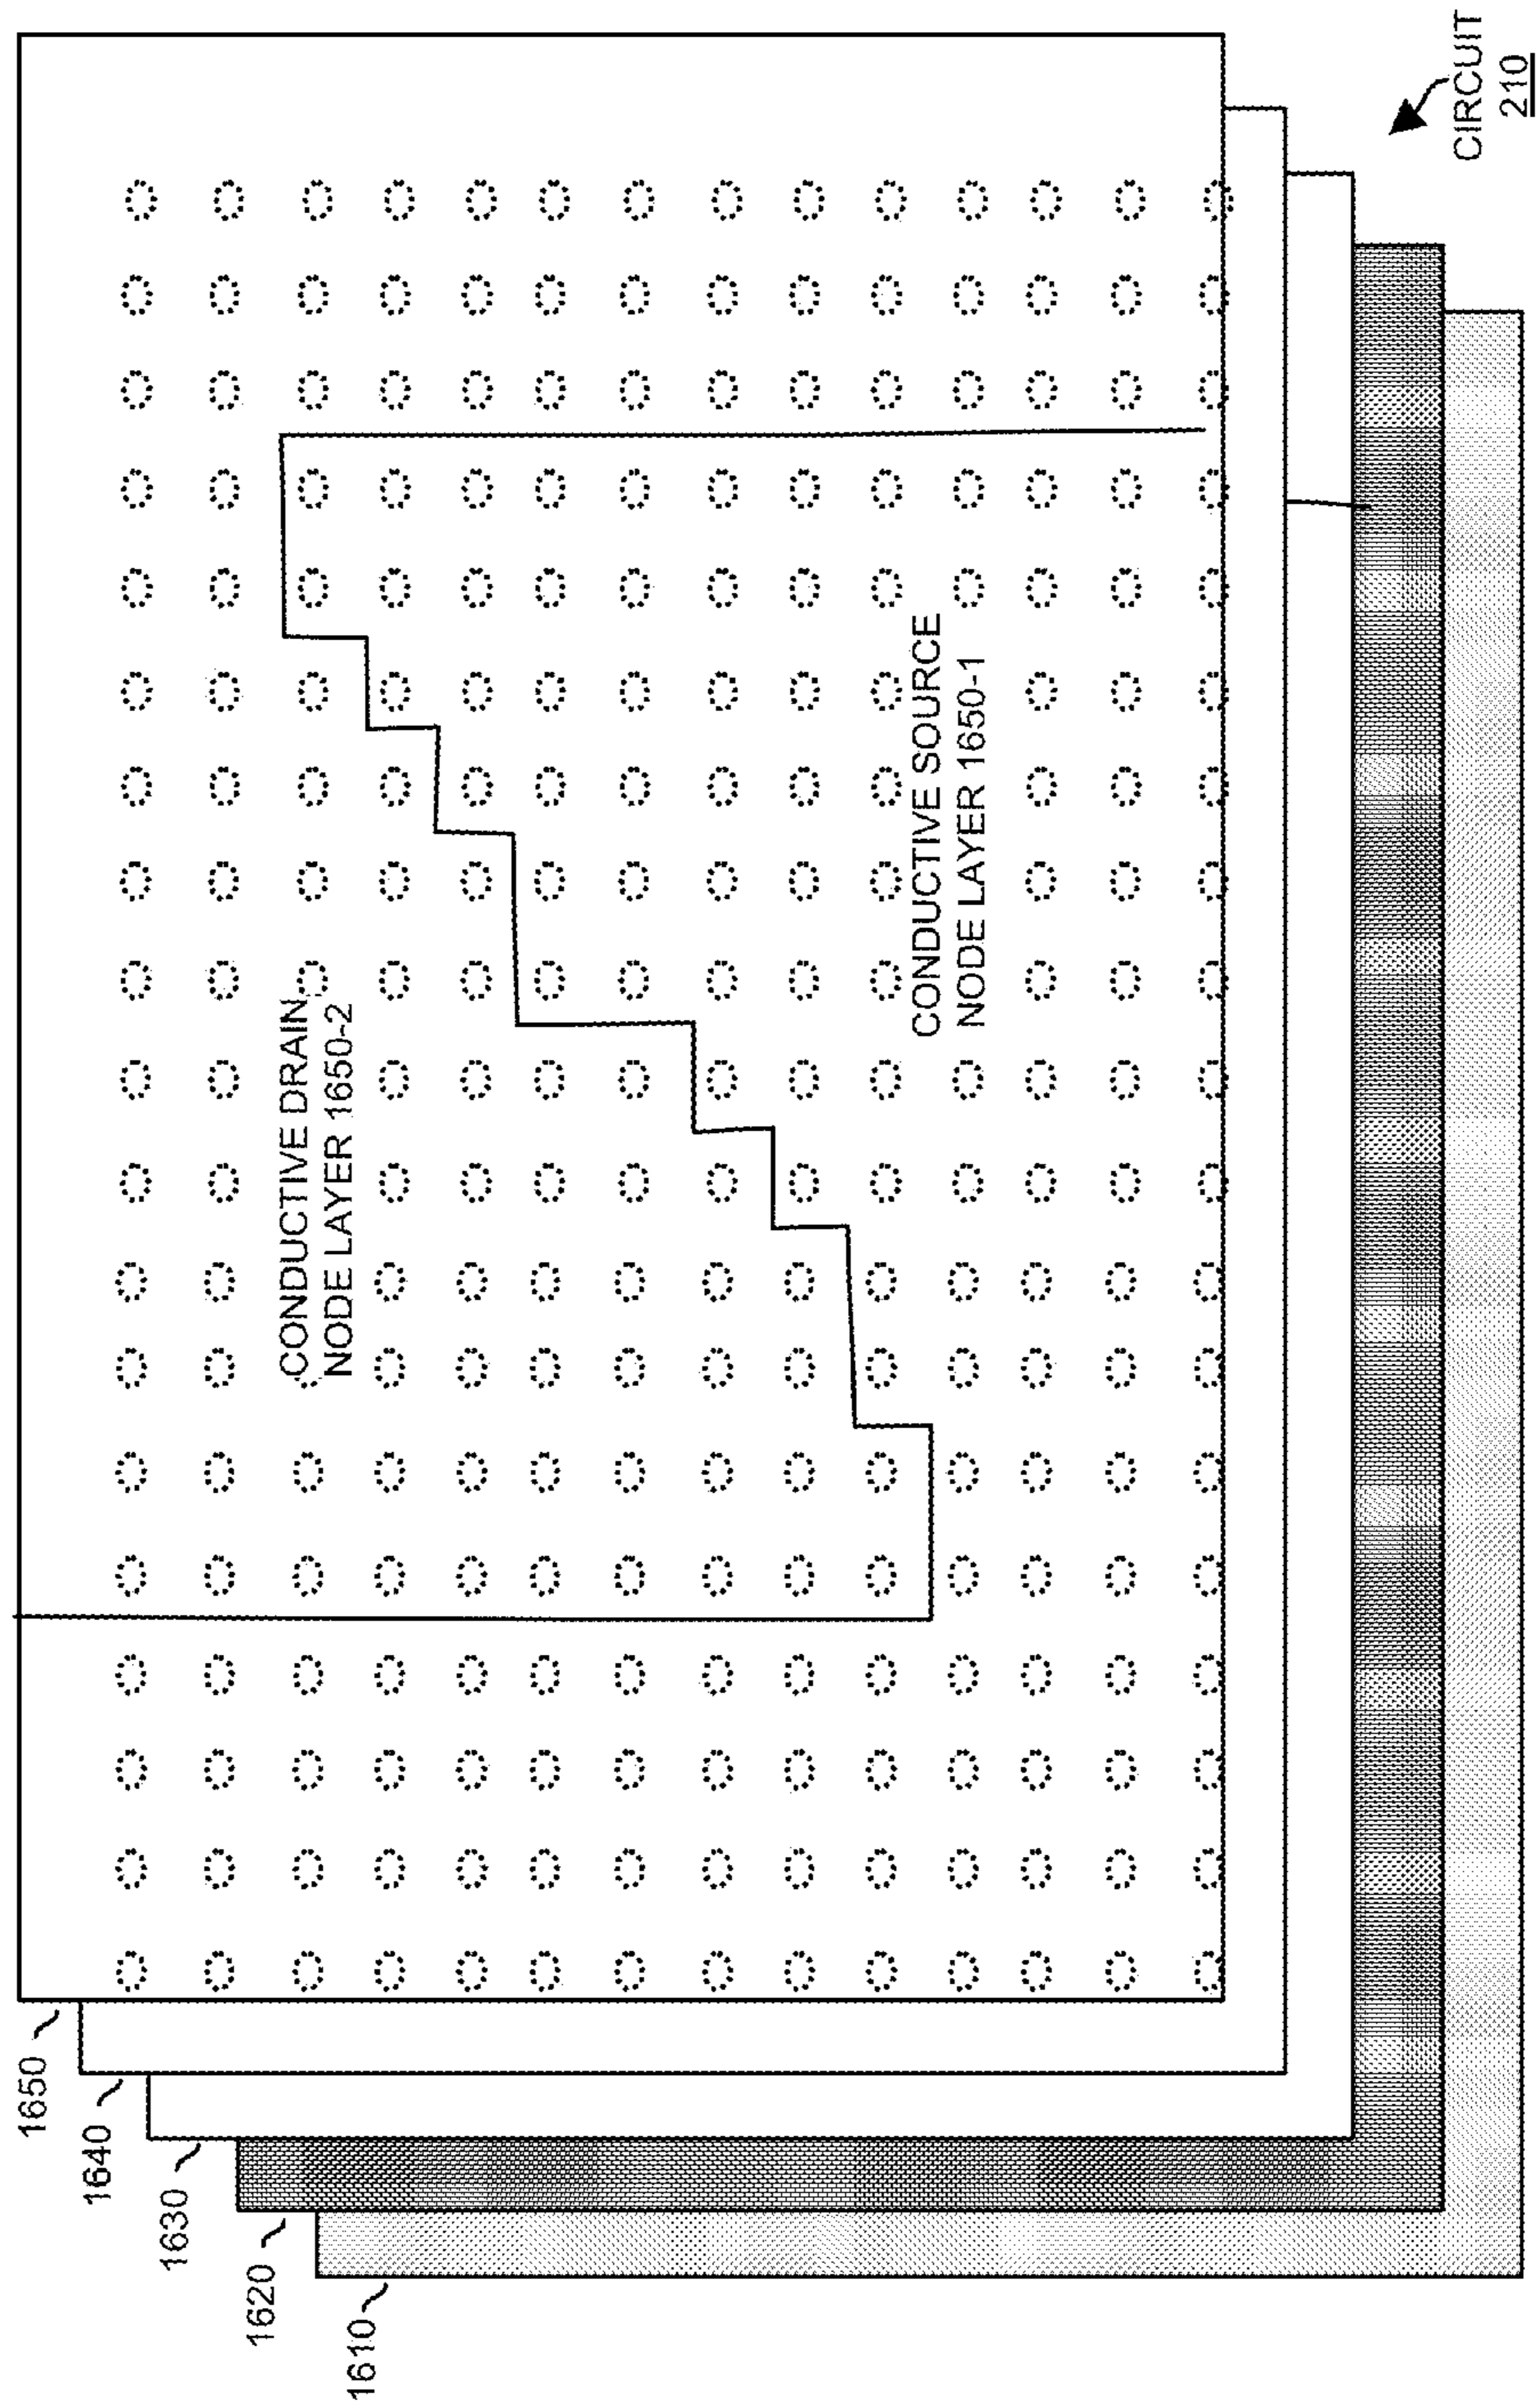 1650
1640
1630
1620
1610
CONDUCTIVE DRAIN
NODE LAYER 1650-2
CONDUCTIVE SOURCE
NODE LAYER 1650-1
CIRCUIT
210